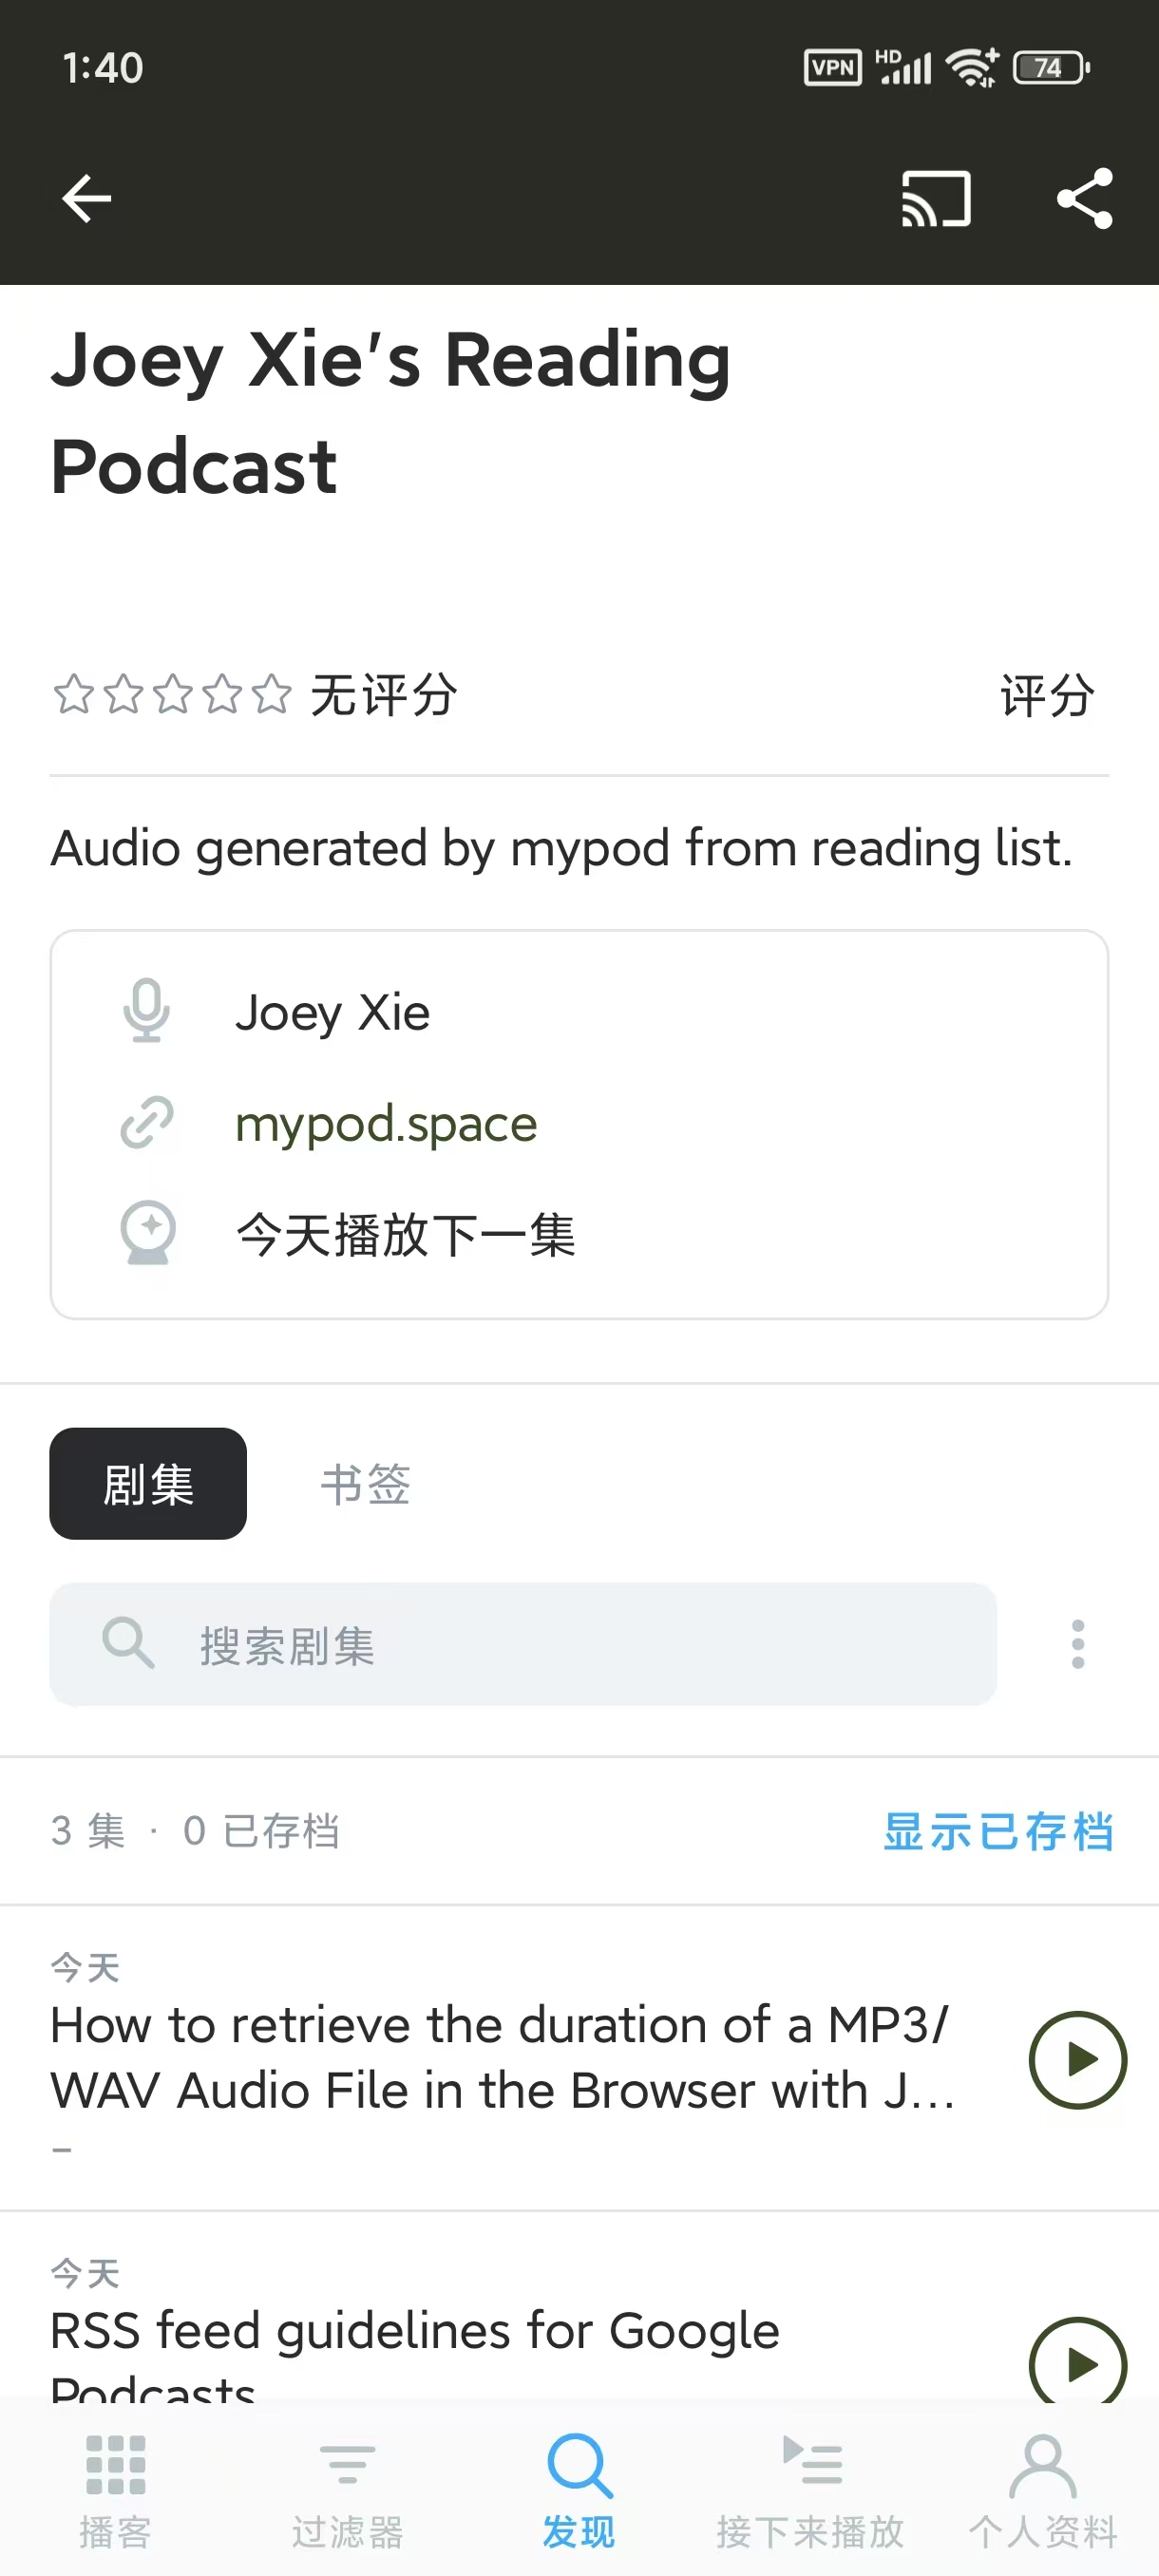 1:40
VPN HD 74
Joey Xie's Reading
Podcast
无评分 评分
Audio generated by mypod from reading list.
Joey Xie
mypod.space
今天播放下一集
剧集 书签
搜索剧集
3 集 · 0 已存档 显示已存档
今天
How to retrieve the duration of a MP3/
WAV Audio File in the Browser with J...
–
今天
RSS feed guidelines for Google
Podcasts
播客 过滤器 发现 接下来播放 个人资料